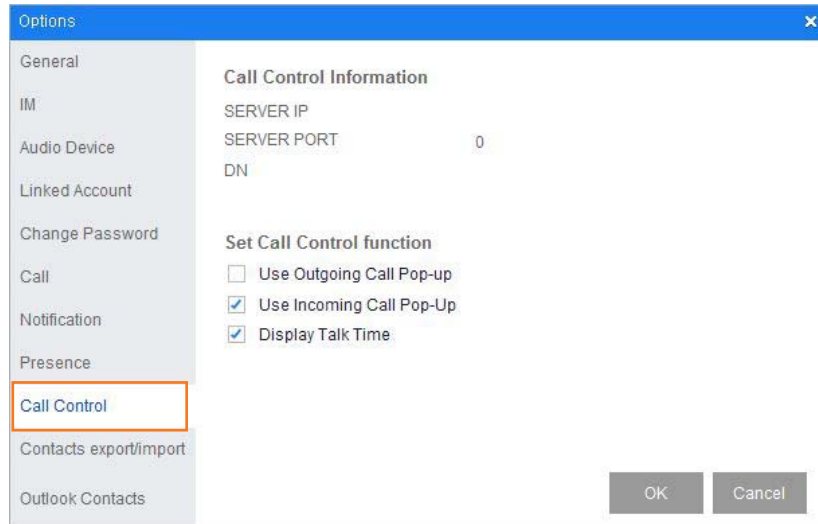 Options
General
IM
Audio Device
Linked Account
Change Password
Call
Notification
Presence
Call Control
Contacts export/import
Outlook Contacts
Call Control Information
SERVER IP
SERVER PORT 0
DN
Set Call Control function
Use Outgoing Call Pop-up
Use Incoming Call Pop-Up
Display Talk Time
OK Cancel